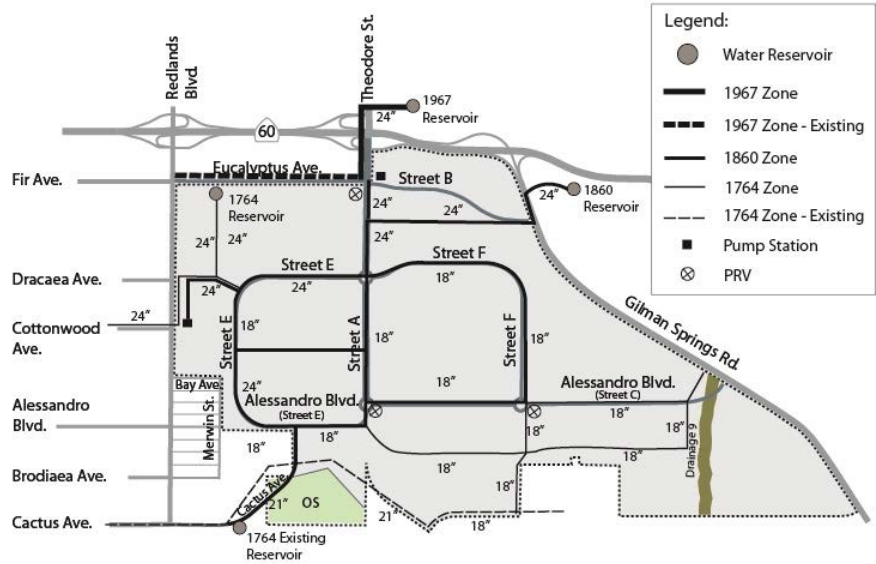 Legend:
Water Reservoir
1967 Zone
1967 Zone - Existing
1860 Zone
1764 Zone
1764 Zone - Existing
Pump Station
PRV
Redlands
Blvd.
Theodore St.
24”
1967
Reservoir
60
Eucalyptus Ave.
Fir Ave.
Street B
1764
Reservoir
24”
24”
24”
1860
Reservoir
24”
24”
24”
Street E
Street F
Dracaea Ave.
24”
24”
18”
24”
Cottonwood
Ave.
18”
Street E
Street A
18”
Street F
18”
Gilman Springs Rd.
Bay Ave.
24”
18”
Alessandro Blvd.
(Street E)
Alessandro Blvd.
(Street C)
Alessandro
Blvd.
Merwin St.
18”
18”
18”
18”
18”
18”
18”
Drainage 9
Brodiaea Ave.
18”
18”
Cactus Ave.
21”
OS
21”
18”
Cactus Ave.
1764 Existing
Reservoir